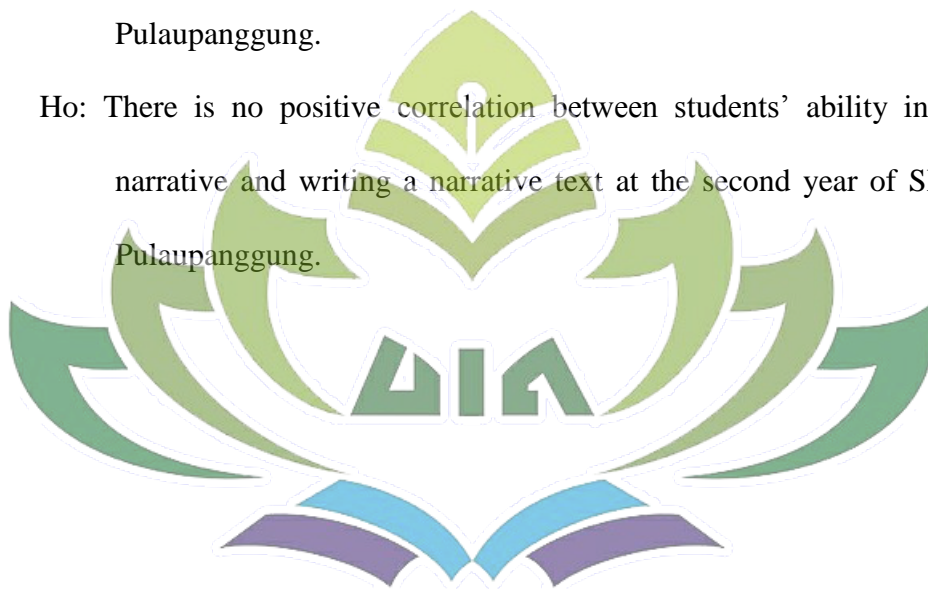 Pulaupanggung.
Ho: There is no positive correlation between students’ ability in
narrative and writing a narrative text at the second year of
Pulaupanggung.
UIN